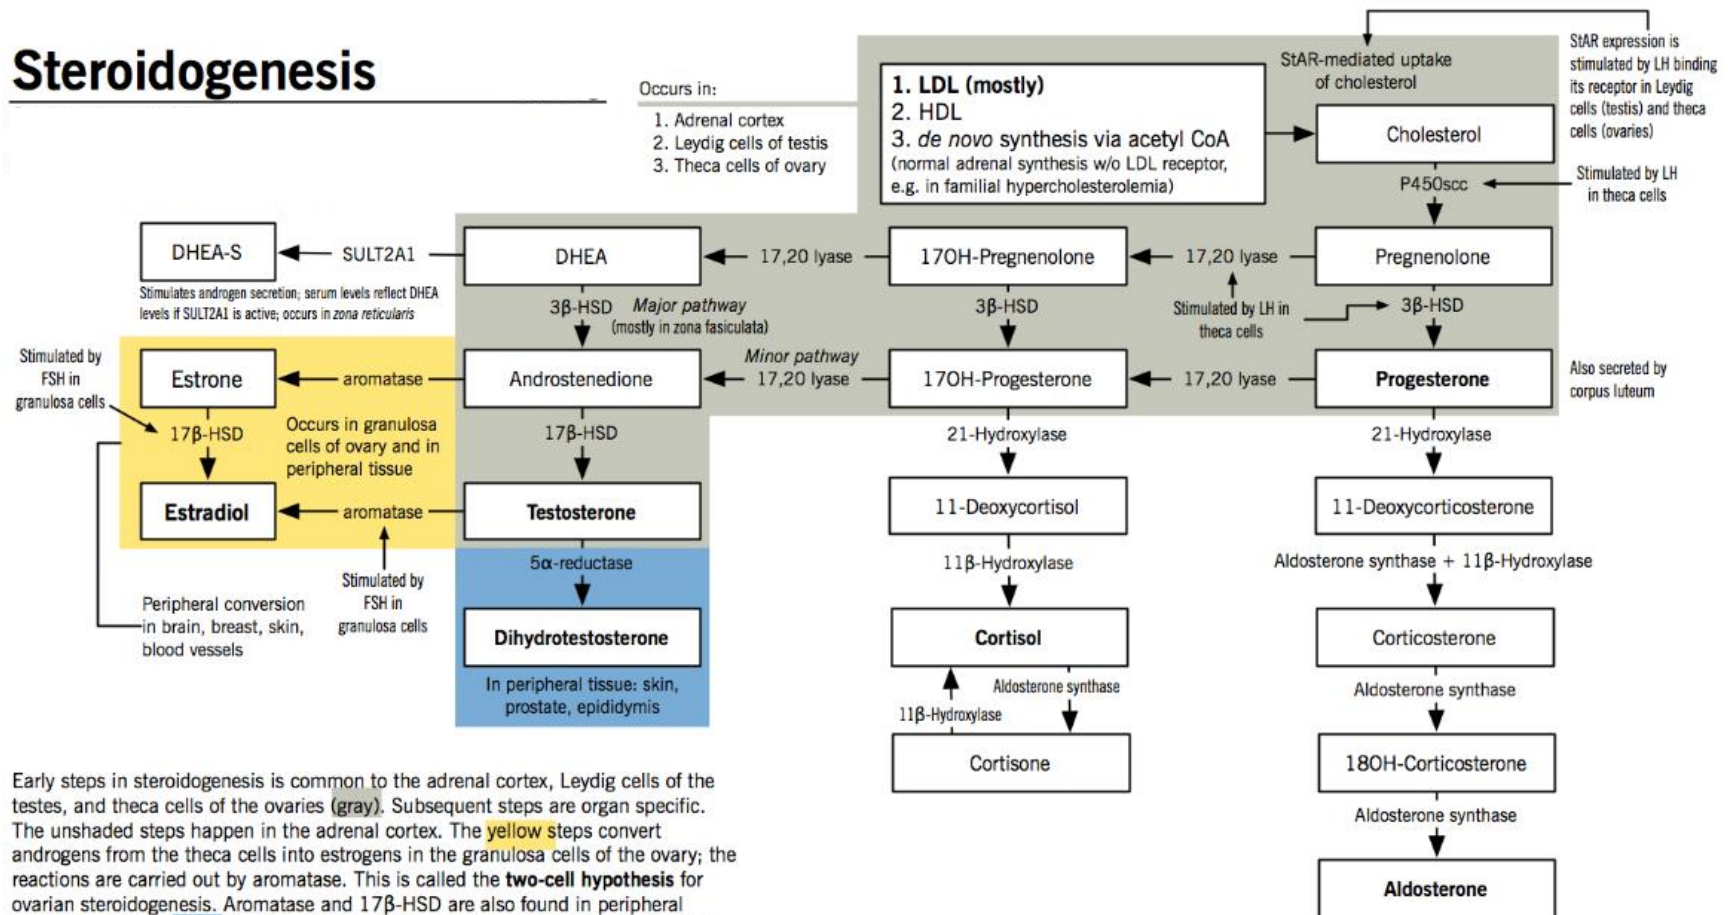 Steroidogenesis
Occurs in:
1. Adrenal cortex
2. Leydig cells of testis
3. Theca cells of ovary
1. LDL (mostly)
2. HDL
3. de novo synthesis via acetyl CoA
(normal adrenal synthesis w/o LDL receptor,
e.g. in familial hypercholesterolemia)
StAR-mediated uptake
of cholesterol
StAR expression is
stimulated by LH binding
its receptor in Leydig
cells (testis) and theca
cells (ovaries)
Cholesterol
P450scc
Stimulated by LH
in theca cells
DHEA-S
SULT2A1
DHEA
17,20 lyase
17OH-Pregnenolone
17,20 lyase
Pregnenolone
Stimulates androgen secretion; serum levels reflect DHEA
levels if SULT2A1 is active; occurs in zona reticularis
3β-HSD
Major pathway
(mostly in zona fasiculata)
3β-HSD
Stimulated by LH in
theca cells
3β-HSD
Stimulated by
FSH in
granulosa cells
Estrone
aromatase
Androstenedione
Minor pathway
17,20 lyase
17OH-Progesterone
17,20 lyase
Progesterone
Also secreted by
corpus luteum
17β-HSD
Occurs in granulosa
cells of ovary and in
peripheral tissue
17β-HSD
21-Hydroxylase
21-Hydroxylase
Estradiol
aromatase
Testosterone
11-Deoxycortisol
11-Deoxycorticosterone
Stimulated by
FSH in
granulosa cells
5α-reductase
11β-Hydroxylase
Aldosterone synthase + 11β-Hydroxylase
Peripheral conversion
in brain, breast, skin,
blood vessels
Dihydrotestosterone
Cortisol
Corticosterone
In peripheral tissue: skin,
prostate, epididymis
Aldosterone synthase
11β-Hydroxylase
Aldosterone synthase
Cortisone
18OH-Corticosterone
Aldosterone synthase
Aldosterone
Early steps in steroidogenesis is common to the adrenal cortex, Leydig cells of the
testes, and theca cells of the ovaries (gray). Subsequent steps are organ specific.
The unshaded steps happen in the adrenal cortex. The yellow steps convert
androgens from the theca cells into estrogens in the granulosa cells of the ovary; the
reactions are carried out by aromatase. This is called the two-cell hypothesis for
ovarian steroidogenesis. Aromatase and 17β-HSD are also found in peripheral